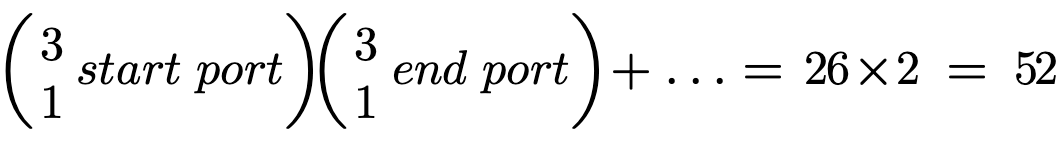 (3 1 start port)(3 1 end port) + ... = 26×2 = 52